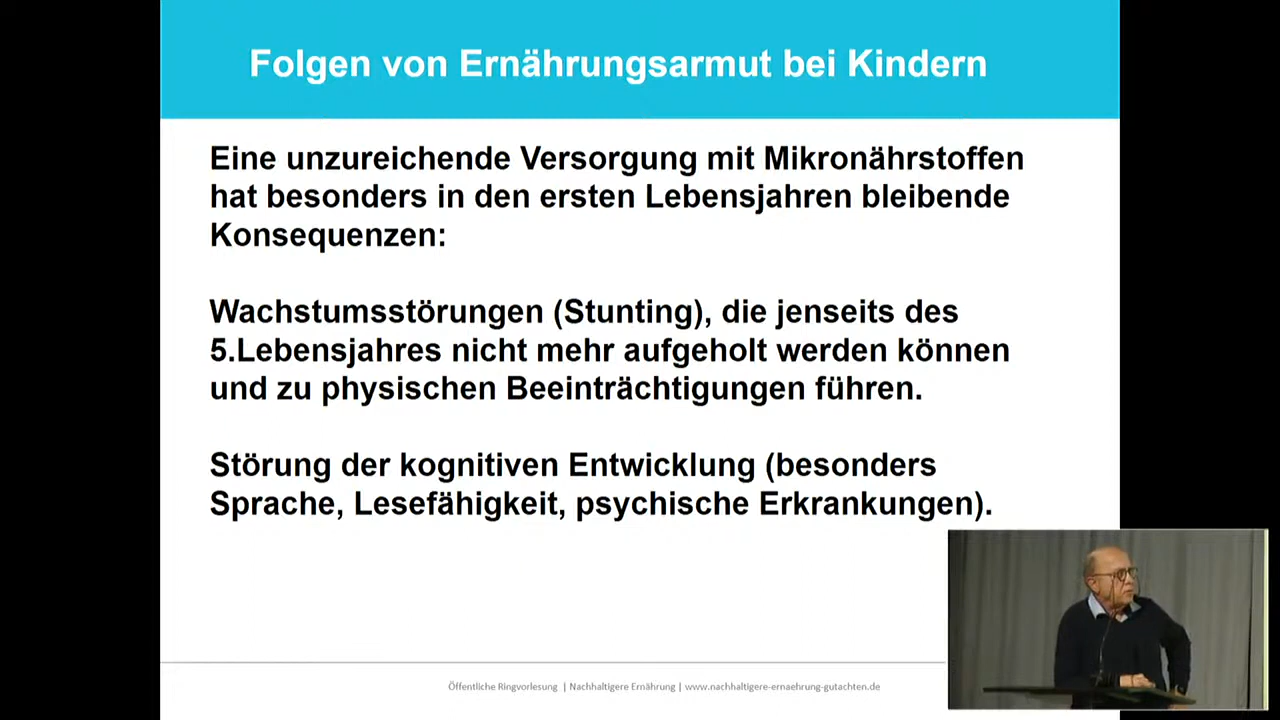 Folgen von Ernährungsarmut bei Kindern
Eine unzureichende Versorgung mit Mikronährstoffen
hat besonders in den ersten Lebensjahren bleibende
Konsequenzen:
Wachstumsstörungen (Stunting), die jenseits des
5.Lebensjahres nicht mehr aufgeholt werden können
und zu physischen Beeinträchtigungen führen.
Störung der kognitiven Entwicklung (besonders
Sprache, Lesefähigkeit, psychische Erkrankungen).
Öffentliche Ringvorlesung | Nachhaltigere Ernährung | www.nachhaltigere-ernaehrung-gutachten.de